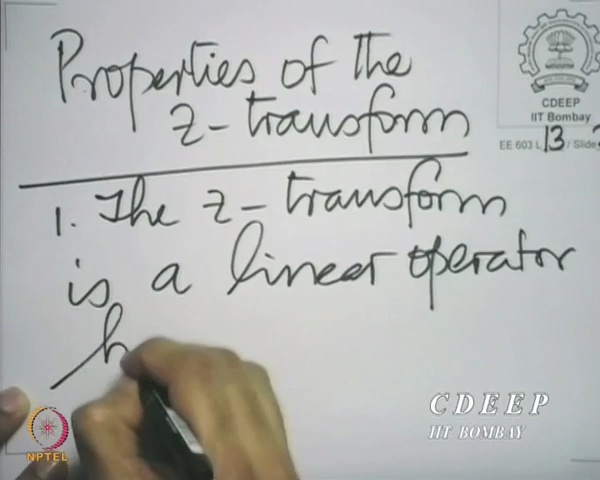 Properties of the
z-transform
1. The z-transform
is a linear operator
h
CDEEP
IIT Bombay
EE 603 L 13 / Slide
CDEEP
IIT BOMBAY
NPTEL